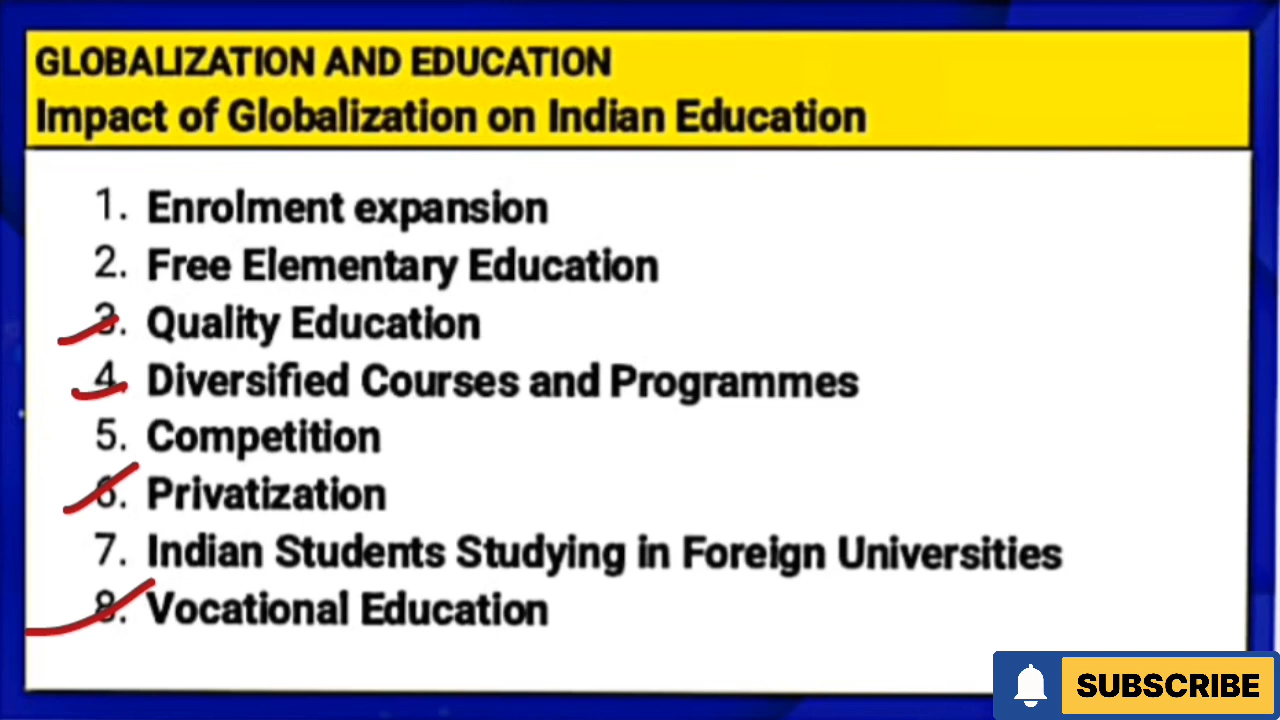 GLOBALIZATION AND EDUCATION
Impact of Globalization on Indian Education
1. Enrolment expansion
2. Free Elementary Education
3. Quality Education
4. Diversified Courses and Programmes
5. Competition
6. Privatization
7. Indian Students Studying in Foreign Universities
8. Vocational Education
SUBSCRIBE